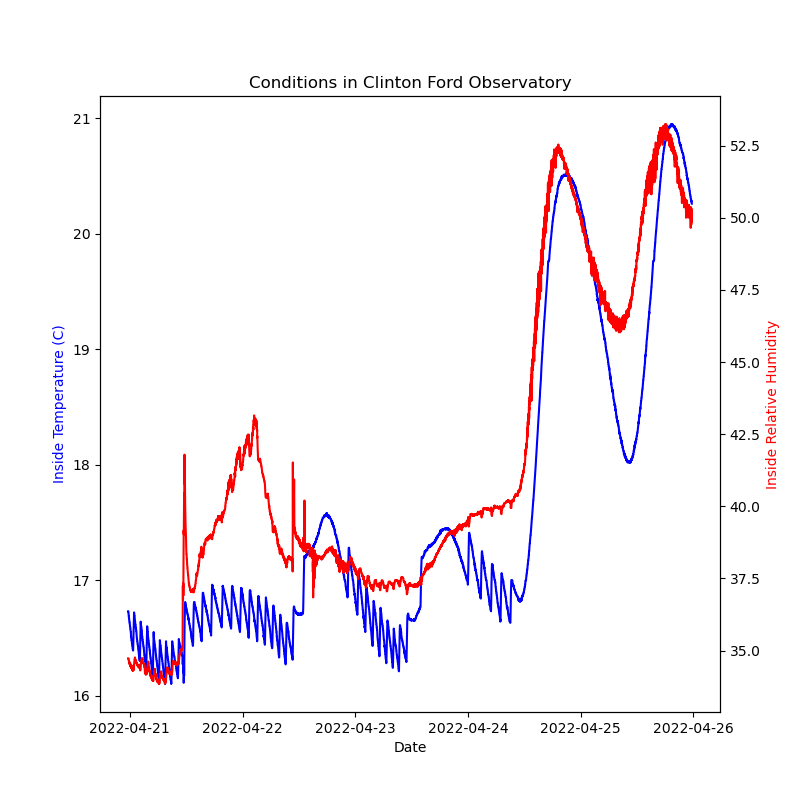 Conditions in Clinton Ford Observatory
21
20
19
18
17
16
Inside Temperature (C)
52.5
50.0
47.5
45.0
42.5
40.0
37.5
35.0
Inside Relative Humidity
2022-04-21 2022-04-22 2022-04-23 2022-04-24 2022-04-25 2022-04-26
Date